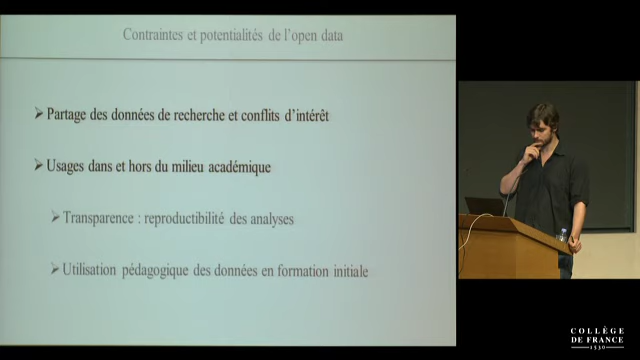 Contraintes et potentialités de l'open data
➢ Partage des données de recherche et conflits d'intérêt
➢ Usages dans et hors du milieu académique
➢ Transparence : reproductibilité des analyses
➢ Utilisation pédagogique des données en formation initiale
COLLÉGE
DE FRANCE
1530